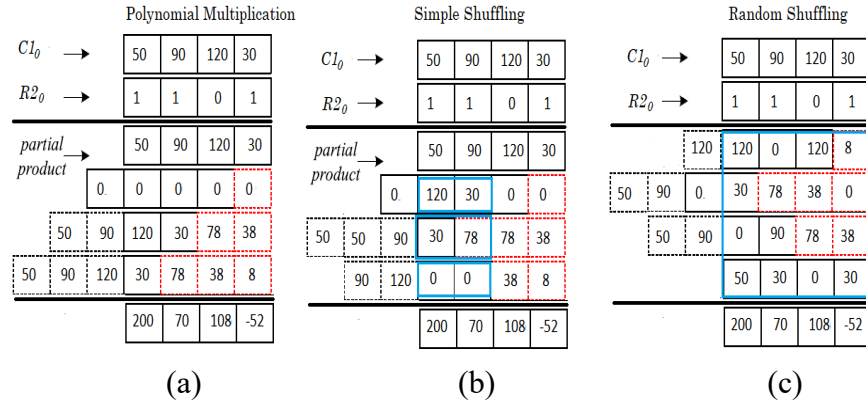 Polynomial Multiplication
C1₀ 50 90 120 30
R2₀ 1 1 0 1
partial product 50 90 120 30
0. 0 0 0 0
50 90 120 30 78 38
50 90 120 30 78 38 8
200 70 108 -52
(a)
Simple Shuffling
C1₀ 50 90 120 30
R2₀ 1 1 0 1
partial product 50 90 120 30
0. 120 30 0 0
50 50 90 30 78 78 38
90 120 0 0 38 8
200 70 108 -52
(b)
Random Shuffling
C1₀ 50 90 120 30
R2₀ 1 1 0 1
120 120 0 120 8
50 90 0. 30 78 38 0
50 90 0 90 78 38
50 30 0 30
200 70 108 -52
(c)